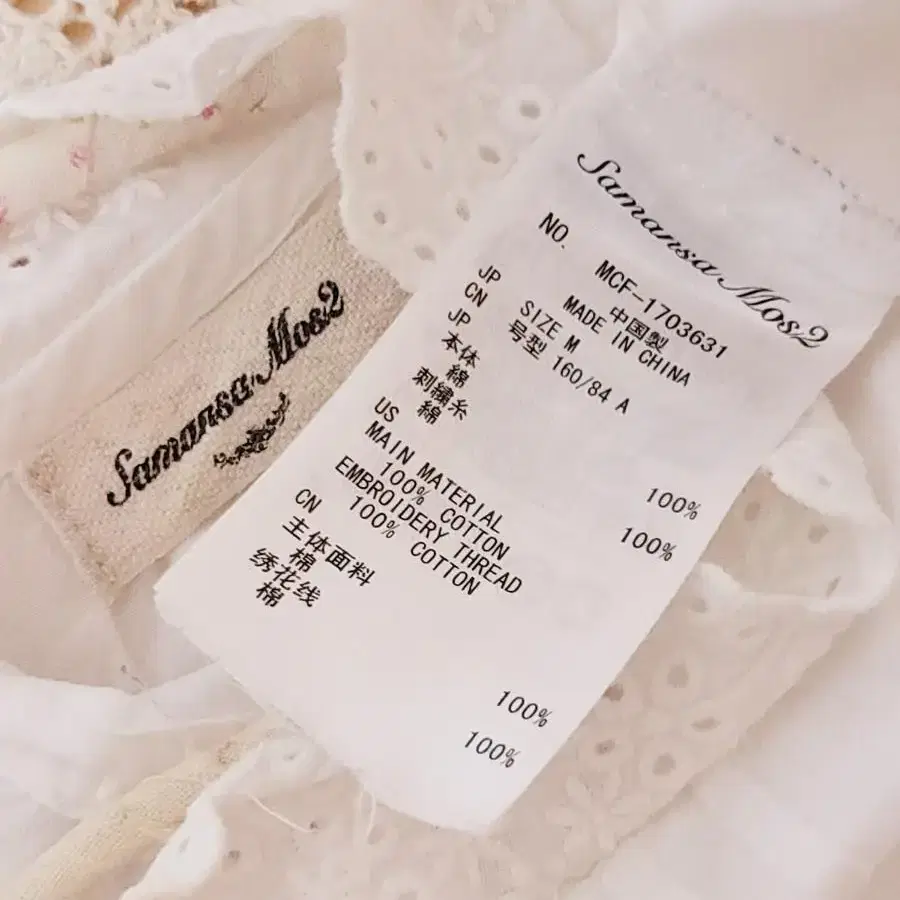 Samansa Mos2
Samansa Mos2
NO. MCF-1703631
JP 中国製
CN MADE IN CHINA
JP SIZE M
号型 160/84 A
本体
綿 100%
刺繍糸
綿 100%
US
MAIN MATERIAL
100% COTTON
EMBROIDERY THREAD
100% COTTON
CN
主体面料
棉 100%
绣花线
棉 100%